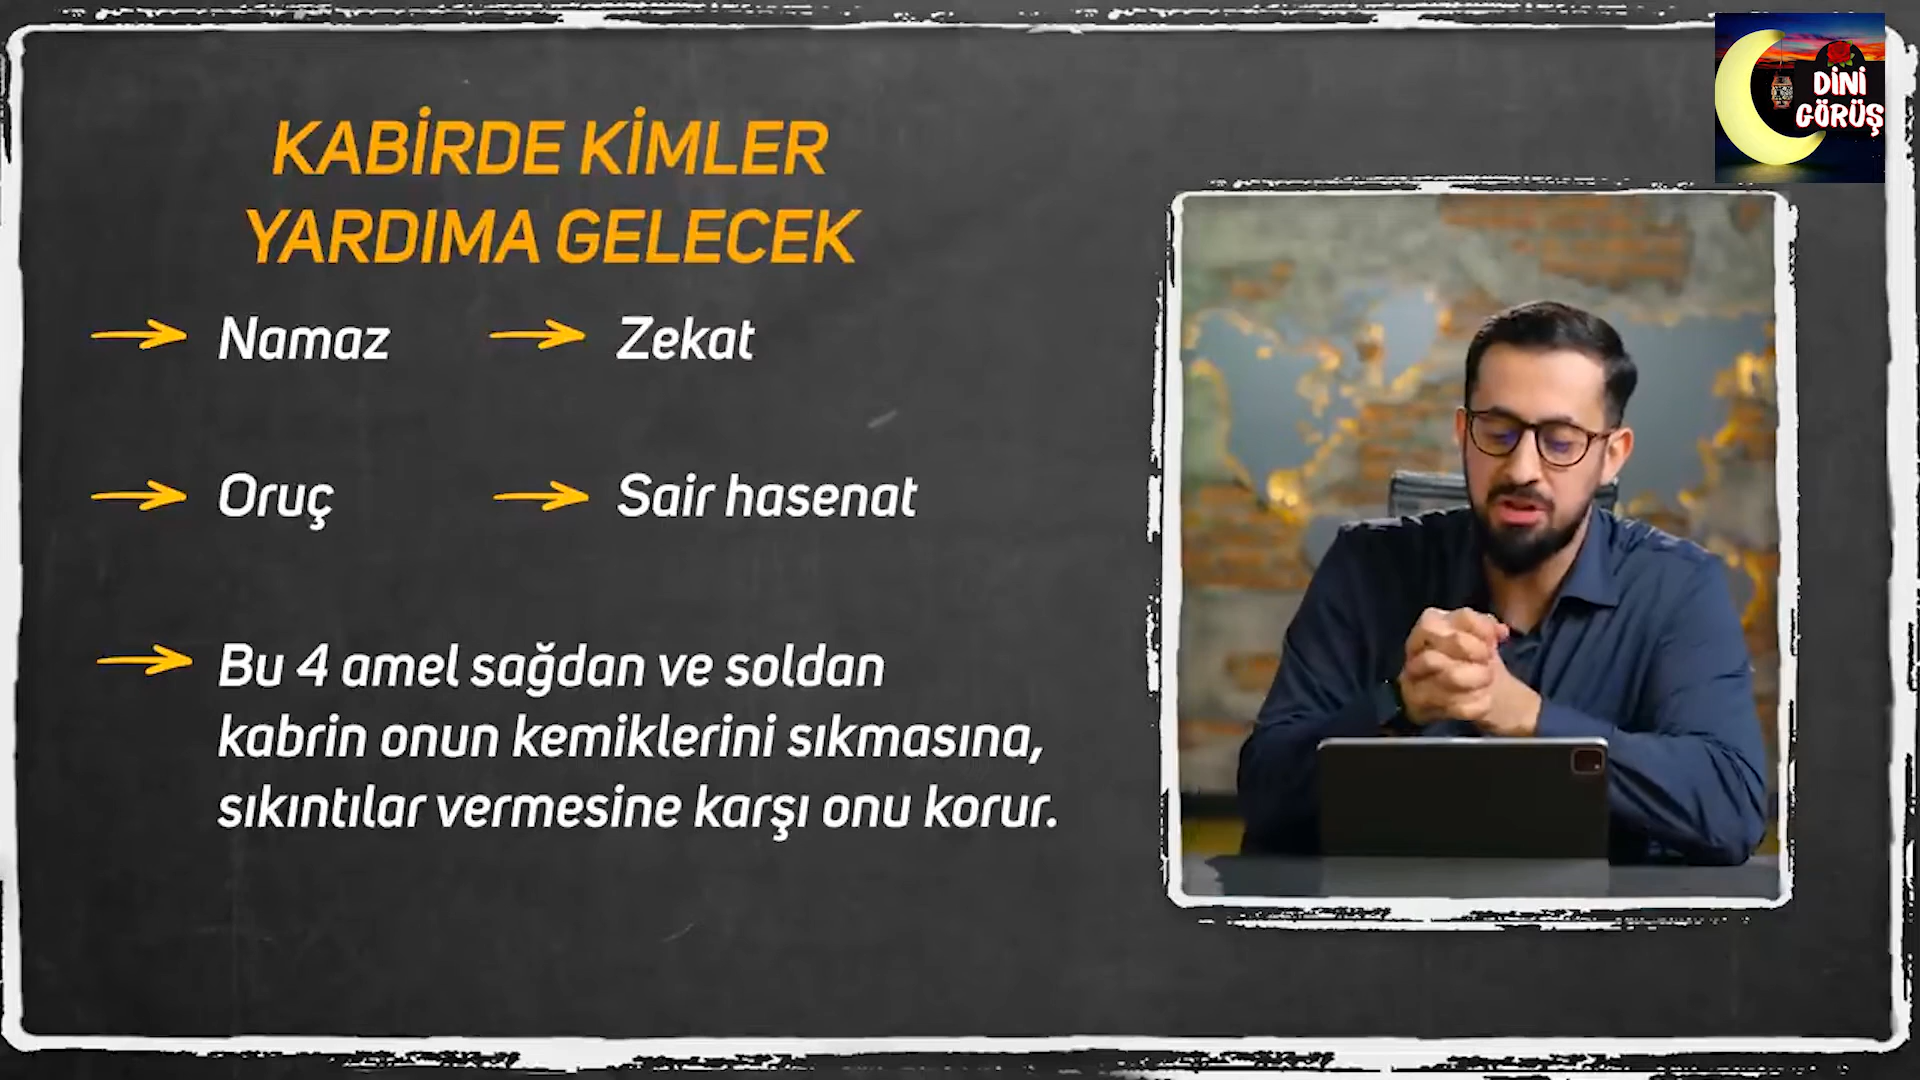 DİNİ
GÖRÜŞ
KABİRDE KİMLER
YARDIMA GELECEK
Namaz
Zekat
Oruç
Sair hasenat
Bu 4 amel sağdan ve soldan
kabrin onun kemiklerini sıkmasına,
sıkıntılar vermesine karşı onu korur.